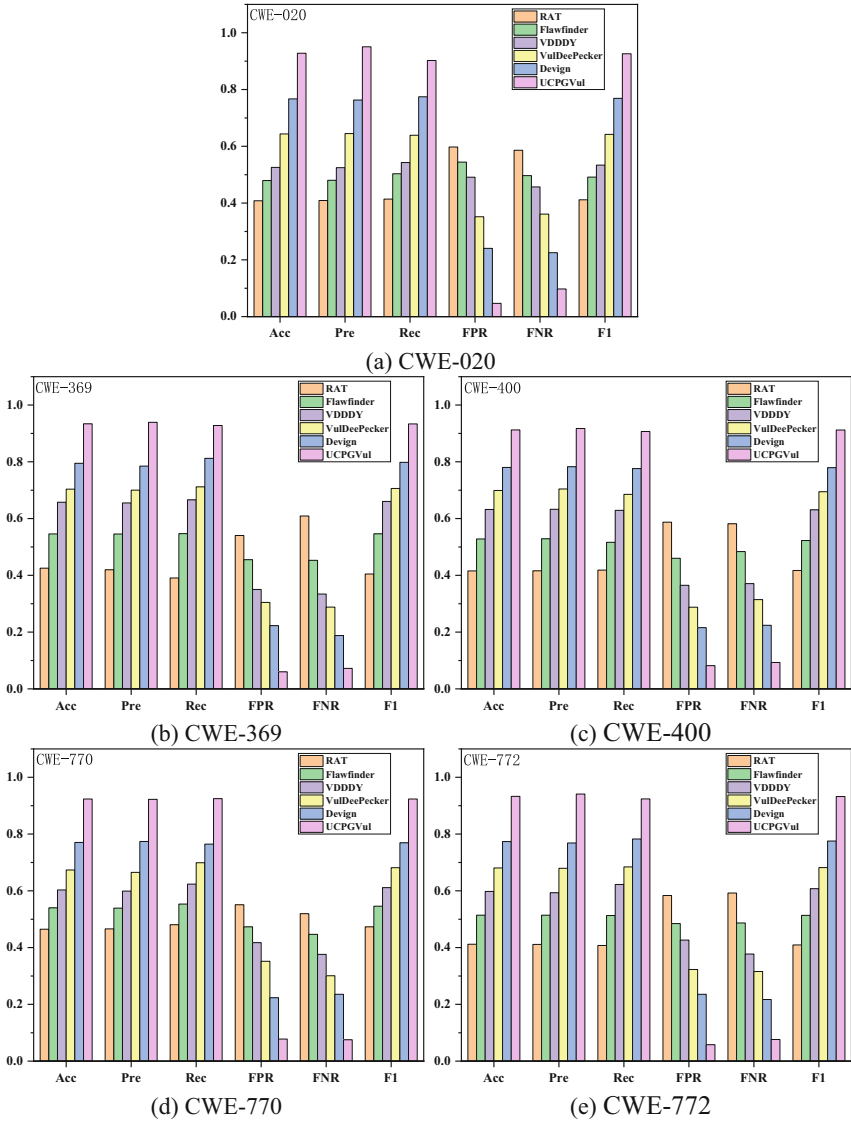 CWE-020
RAT
Flawfinder
VDDDY
VulDeePecker
Devign
UCPGVul
1.0
0.8
0.6
0.4
0.2
0.0
Acc Pre Rec FPR FNR F1
(a) CWE-020
CWE-369
RAT
Flawfinder
VDDDY
VulDeePecker
Devign
UCPGVul
1.0
0.8
0.6
0.4
0.2
0.0
Acc Pre Rec FPR FNR F1
(b) CWE-369
CWE-400
RAT
Flawfinder
VDDDY
VulDeePecker
Devign
UCPGVul
1.0
0.8
0.6
0.4
0.2
0.0
Acc Pre Rec FPR FNR F1
(c) CWE-400
CWE-770
RAT
Flawfinder
VDDDY
VulDeePecker
Devign
UCPGVul
1.0
0.8
0.6
0.4
0.2
0.0
Acc Pre Rec FPR FNR F1
(d) CWE-770
CWE-772
RAT
Flawfinder
VDDDY
VulDeePecker
Devign
UCPGVul
1.0
0.8
0.6
0.4
0.2
0.0
Acc Pre Rec FPR FNR F1
(e) CWE-772